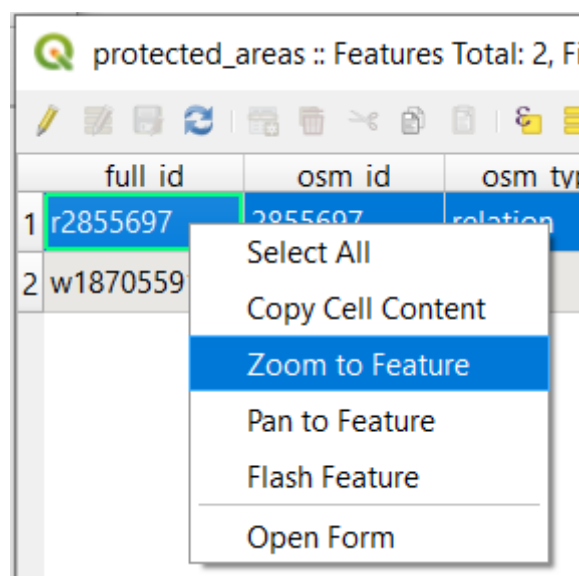 protected_areas :: Features Total: 2, Fi
full_id osm_id osm_typ
1 r2855697 2855697 relation
Select All
2 w18705591
Copy Cell Content
Zoom to Feature
Pan to Feature
Flash Feature
Open Form